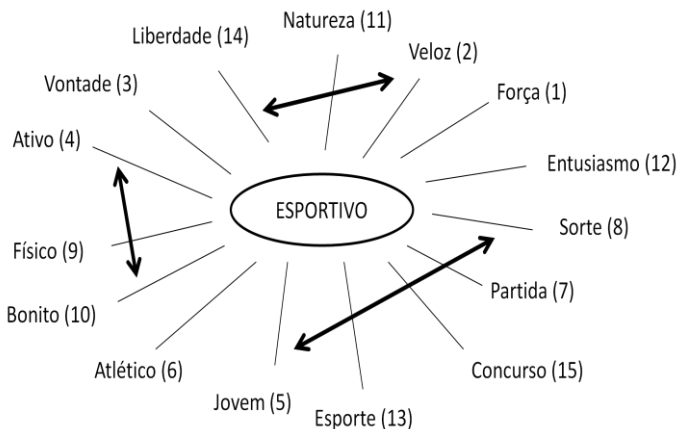 Natureza (11)
Liberdade (14)
Veloz (2)
Vontade (3)
Força (1)
Ativo (4)
Entusiasmo (12)
ESPORTIVO
Sorte (8)
Físico (9)
Partida (7)
Bonito (10)
Atlético (6)
Concurso (15)
Jovem (5)
Esporte (13)